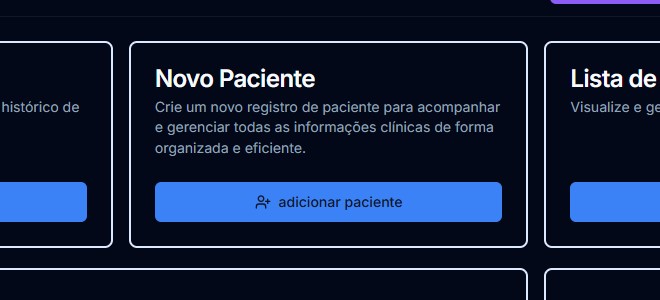 histórico de
Novo Paciente
Crie um novo registro de paciente para acompanhar
e gerenciar todas as informações clínicas de forma
organizada e eficiente.
adicionar paciente
Lista de
Visualize e ge